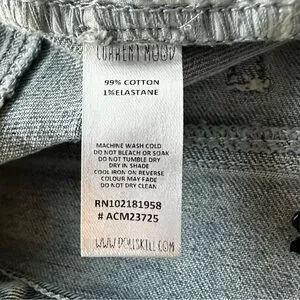 CURRENT MOOD
99% COTTON
1%ELASTANE
MACHINE WASH COLD
DO NOT BLEACH OR SOAK
DO NOT TUMBLE DRY
DRY IN SHADE
COOL IRON ON REVERSE
COLOUR MAY FADE
DO NOT DRY CLEAN
RN102181958
# ACM23725
WWW.DOLLSKILL.COM